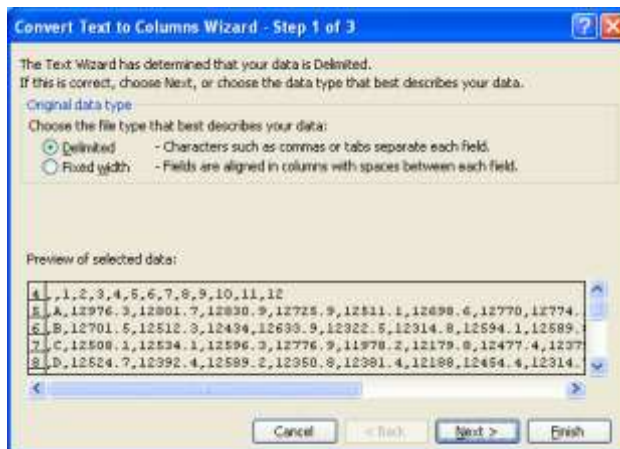 Convert Text to Columns Wizard - Step 1 of 3
The Text Wizard has determined that your data is Delimited.
If this is correct, choose Next, or choose the data type that best describes your data.
Original data type
Choose the file type that best describes your data:
Delimited - Characters such as commas or tabs separate each field.
Fixed width - Fields are aligned in columns with spaces between each field.
Preview of selected data:
4 ,,1,2,3,4,5,6,7,8,9,10,11,12
5 ,A,12976.3,12801.7,12830.9,12725.9,12511.1,12698.6,12770,12774.
6 ,B,12701.5,12512.3,12434,12633.9,12322.5,12314.8,12594.1,12589.
7 ,C,12508.1,12534.1,12596.3,12776.9,11978.2,12179.8,12477.4,1237
8 ,D,12524.7,12392.4,12589.2,12350.8,12381.4,12188,12454.4,12314.
Cancel < Back Next > Finish